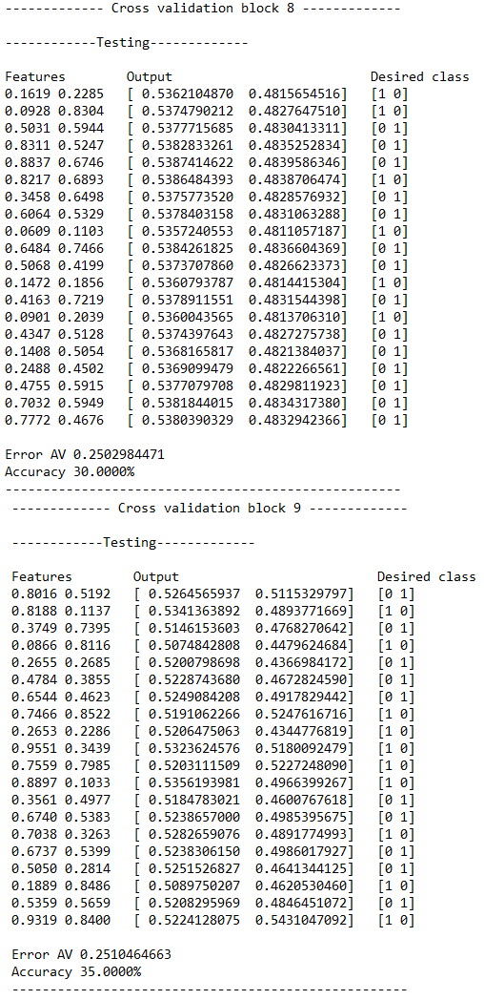 ------------- Cross validation block 8 -------------
------------Testing-------------
Features Output Desired class
0.1619 0.2285 [ 0.5362104870 0.4815654516] [1 0]
0.0928 0.8304 [ 0.5374790212 0.4827647510] [1 0]
0.5031 0.5944 [ 0.5377715685 0.4830413311] [0 1]
0.8311 0.5247 [ 0.5382833261 0.4835252834] [0 1]
0.8837 0.6746 [ 0.5387414622 0.4839586346] [0 1]
0.8217 0.6893 [ 0.5386484393 0.4838706474] [1 0]
0.3458 0.6498 [ 0.5375773520 0.4828576932] [0 1]
0.6064 0.5329 [ 0.5378403158 0.4831063288] [0 1]
0.0609 0.1103 [ 0.5357240553 0.4811057187] [1 0]
0.6484 0.7466 [ 0.5384261825 0.4836604369] [0 1]
0.5068 0.4199 [ 0.5373707860 0.4826623373] [0 1]
0.1472 0.1856 [ 0.5360793787 0.4814415304] [1 0]
0.4163 0.7219 [ 0.5378911551 0.4831544398] [0 1]
0.0901 0.2039 [ 0.5360043565 0.4813706310] [1 0]
0.4347 0.5128 [ 0.5374397643 0.4827275738] [0 1]
0.1408 0.5054 [ 0.5368165817 0.4821384037] [0 1]
0.2488 0.4502 [ 0.5369099479 0.4822266561] [0 1]
0.4755 0.5915 [ 0.5377079708 0.4829811923] [0 1]
0.7032 0.5949 [ 0.5381844015 0.4834317380] [0 1]
0.7772 0.4676 [ 0.5380390329 0.4832942366] [0 1]
Error AV 0.2502984471
Accuracy 30.0000%
----------------------------------------------------
------------- Cross validation block 9 -------------
------------Testing-------------
Features Output Desired class
0.8016 0.5192 [ 0.5264565937 0.5115329797] [0 1]
0.8188 0.1137 [ 0.5341363892 0.4893771669] [1 0]
0.3749 0.7395 [ 0.5146153603 0.4768270642] [0 1]
0.0866 0.8116 [ 0.5074842808 0.4479624684] [1 0]
0.2655 0.2685 [ 0.5200798698 0.4366984172] [0 1]
0.4784 0.3855 [ 0.5228743680 0.4672824590] [0 1]
0.6544 0.4623 [ 0.5249084208 0.4917829442] [0 1]
0.7466 0.8522 [ 0.5191062266 0.5247616716] [1 0]
0.2653 0.2286 [ 0.5206475063 0.4344776819] [1 0]
0.9551 0.3439 [ 0.5323624576 0.5180092479] [1 0]
0.7559 0.7985 [ 0.5203111509 0.5227248090] [1 0]
0.8897 0.1033 [ 0.5356193981 0.4966399267] [1 0]
0.3561 0.4977 [ 0.5184783021 0.4600767618] [0 1]
0.6740 0.5383 [ 0.5238657000 0.4985395675] [0 1]
0.7038 0.3263 [ 0.5282659076 0.4891774993] [1 0]
0.6737 0.5399 [ 0.5238306150 0.4986017927] [0 1]
0.5050 0.2814 [ 0.5251526827 0.4641344125] [0 1]
0.1889 0.8486 [ 0.5089750207 0.4620530460] [1 0]
0.5359 0.5659 [ 0.5208295969 0.4846451072] [0 1]
0.9319 0.8400 [ 0.5224128075 0.5431047092] [1 0]
Error AV 0.2510464663
Accuracy 35.0000%
----------------------------------------------------